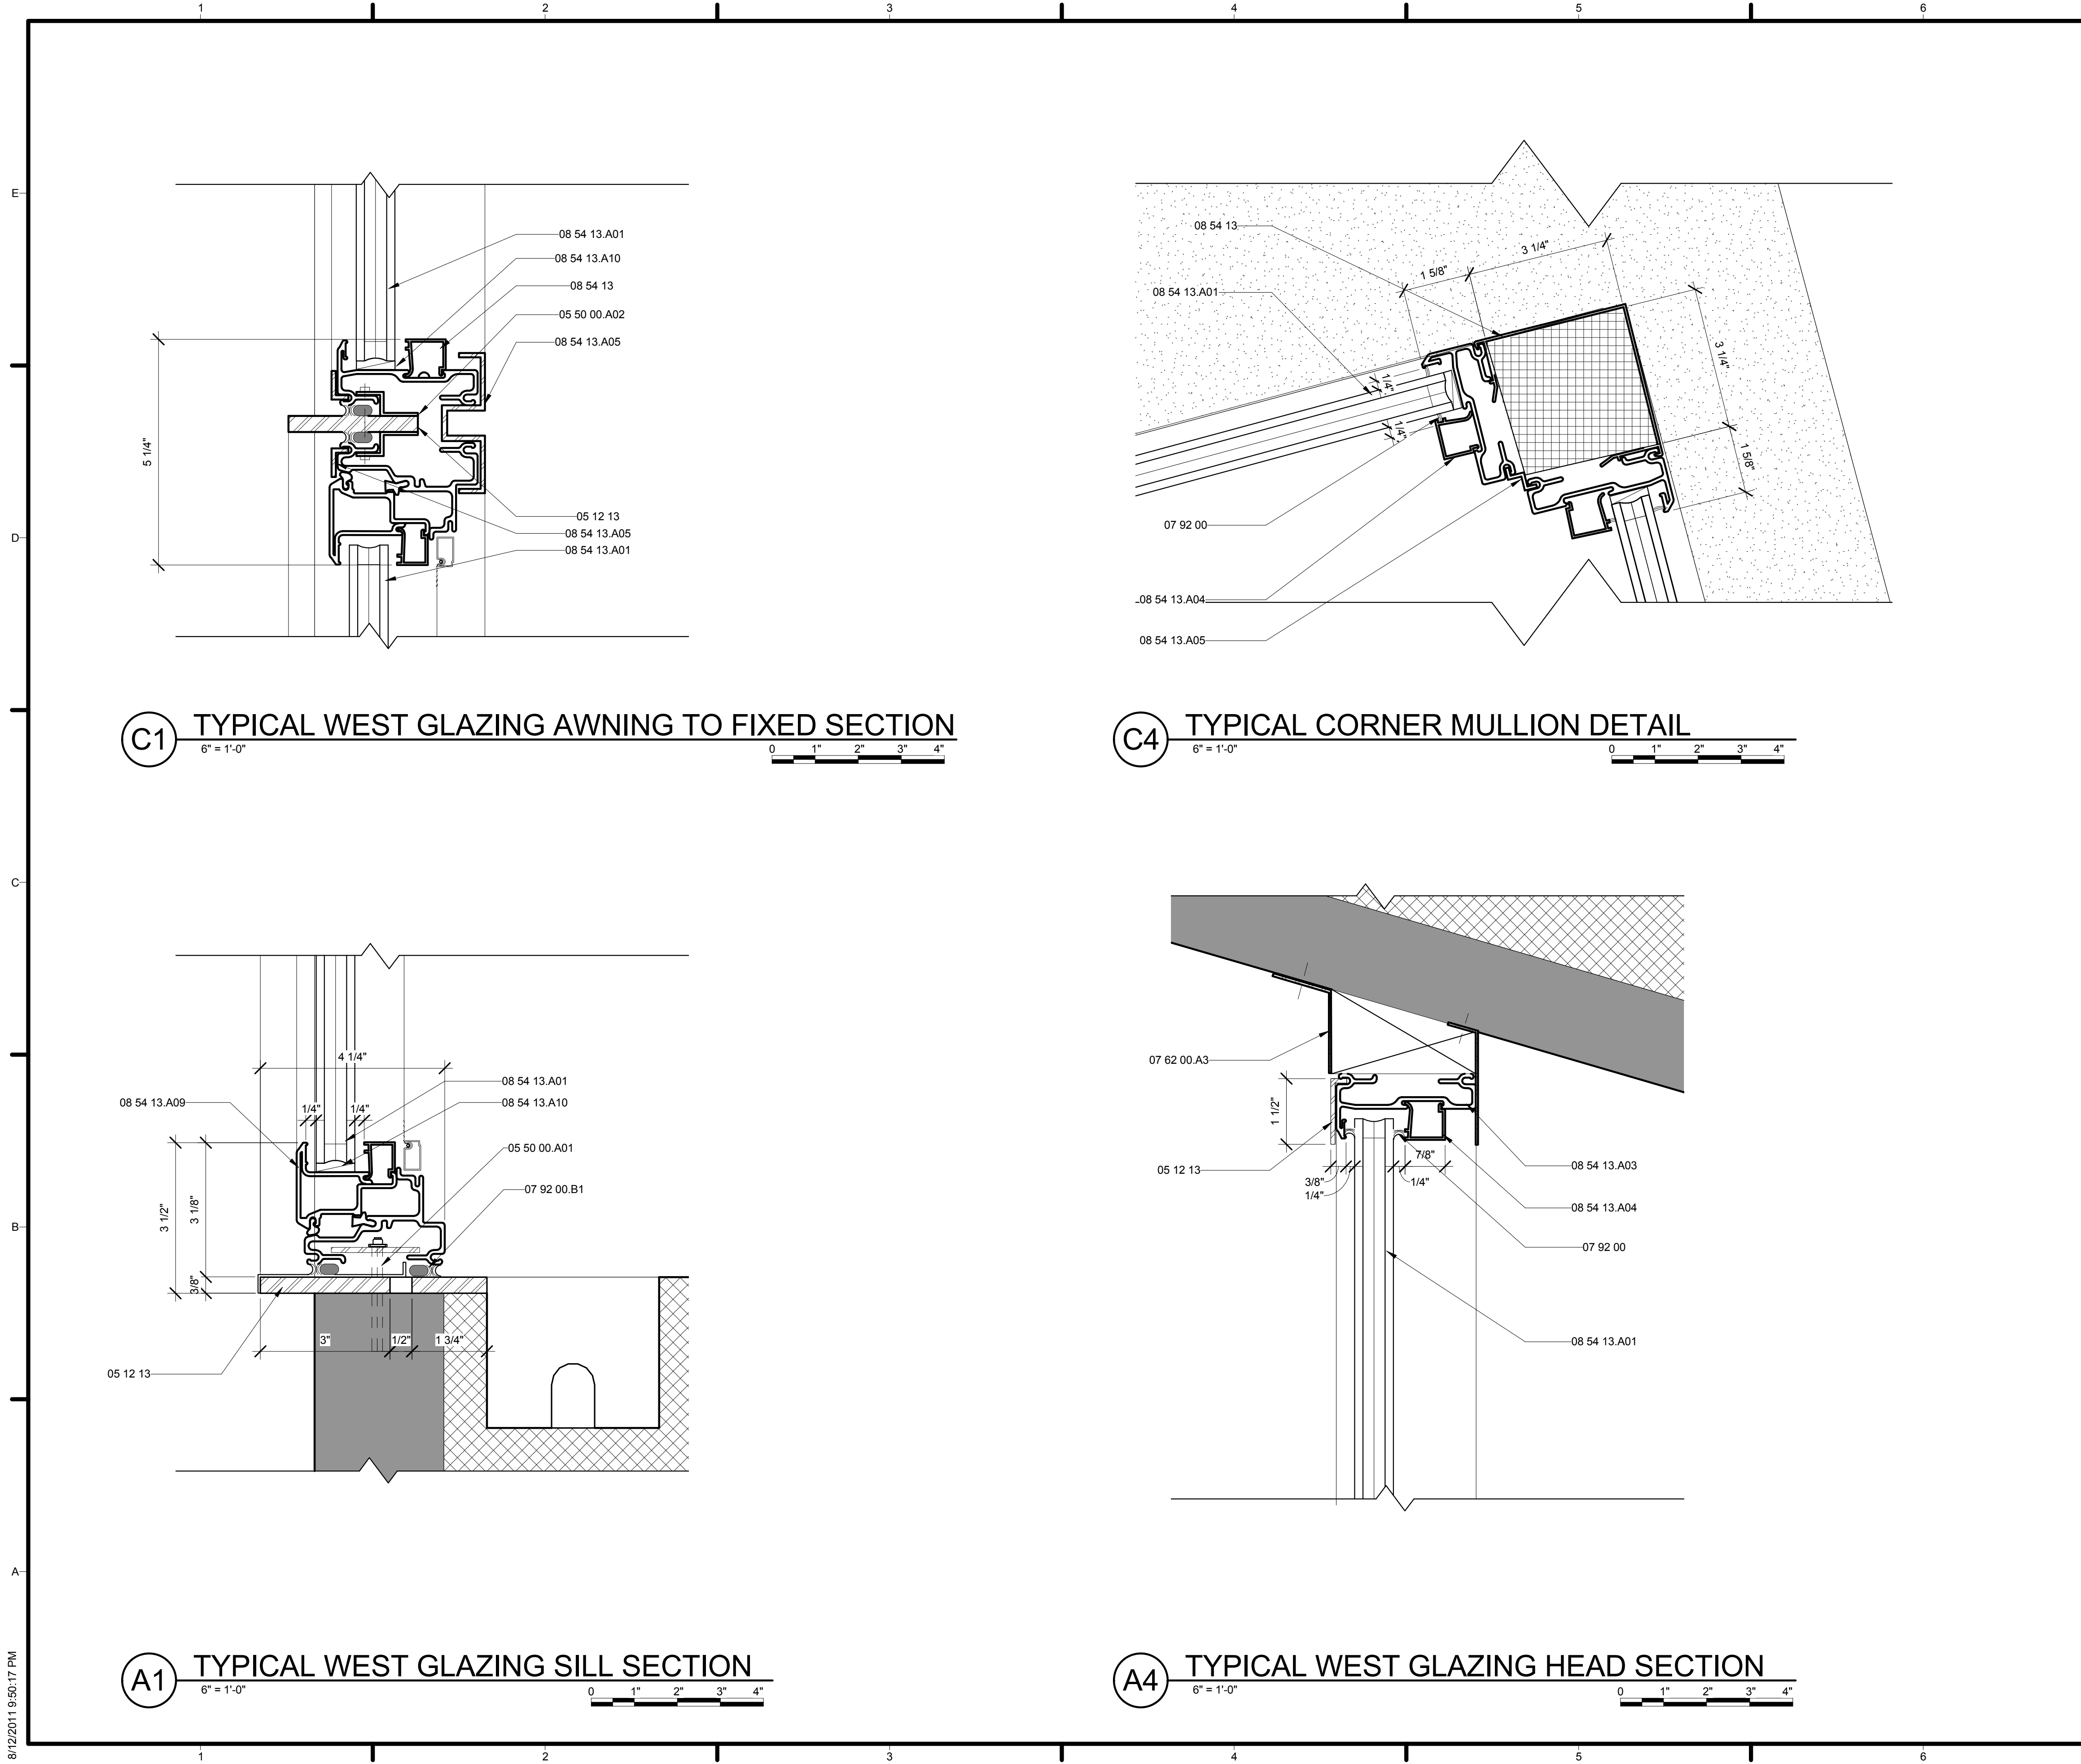 1 2 3 4 5 6
E
D
C
B
A
08 54 13.A01
08 54 13.A10
08 54 13
05 50 00.A02
08 54 13.A05
5 1/4"
05 12 13
08 54 13.A05
08 54 13.A01
C1 TYPICAL WEST GLAZING AWNING TO FIXED SECTION
6" = 1'-0"
0 1" 2" 3" 4"
08 54 13
3 1/4"
1 5/8"
08 54 13.A01
3 1/4"
1/4"
1/4"
1 5/8"
07 92 00
08 54 13.A04
08 54 13.A05
C4 TYPICAL CORNER MULLION DETAIL
6" = 1'-0"
0 1" 2" 3" 4"
4 1/4"
08 54 13.A01
08 54 13.A09
08 54 13.A10
1/4" 1/4"
05 50 00.A01
07 92 00.B1
3 1/2"
3 1/8"
3/8"
3" 1/2" 1 3/4"
05 12 13
A1 TYPICAL WEST GLAZING SILL SECTION
6" = 1'-0"
0 1" 2" 3" 4"
07 62 00.A3
1 1/2"
7/8"
08 54 13.A03
05 12 13
3/8"
1/4"
1/4"
08 54 13.A04
07 92 00
08 54 13.A01
A4 TYPICAL WEST GLAZING HEAD SECTION
6" = 1'-0"
0 1" 2" 3" 4"
8/12/2011 9:50:17 PM
1 2 3 4 5 6